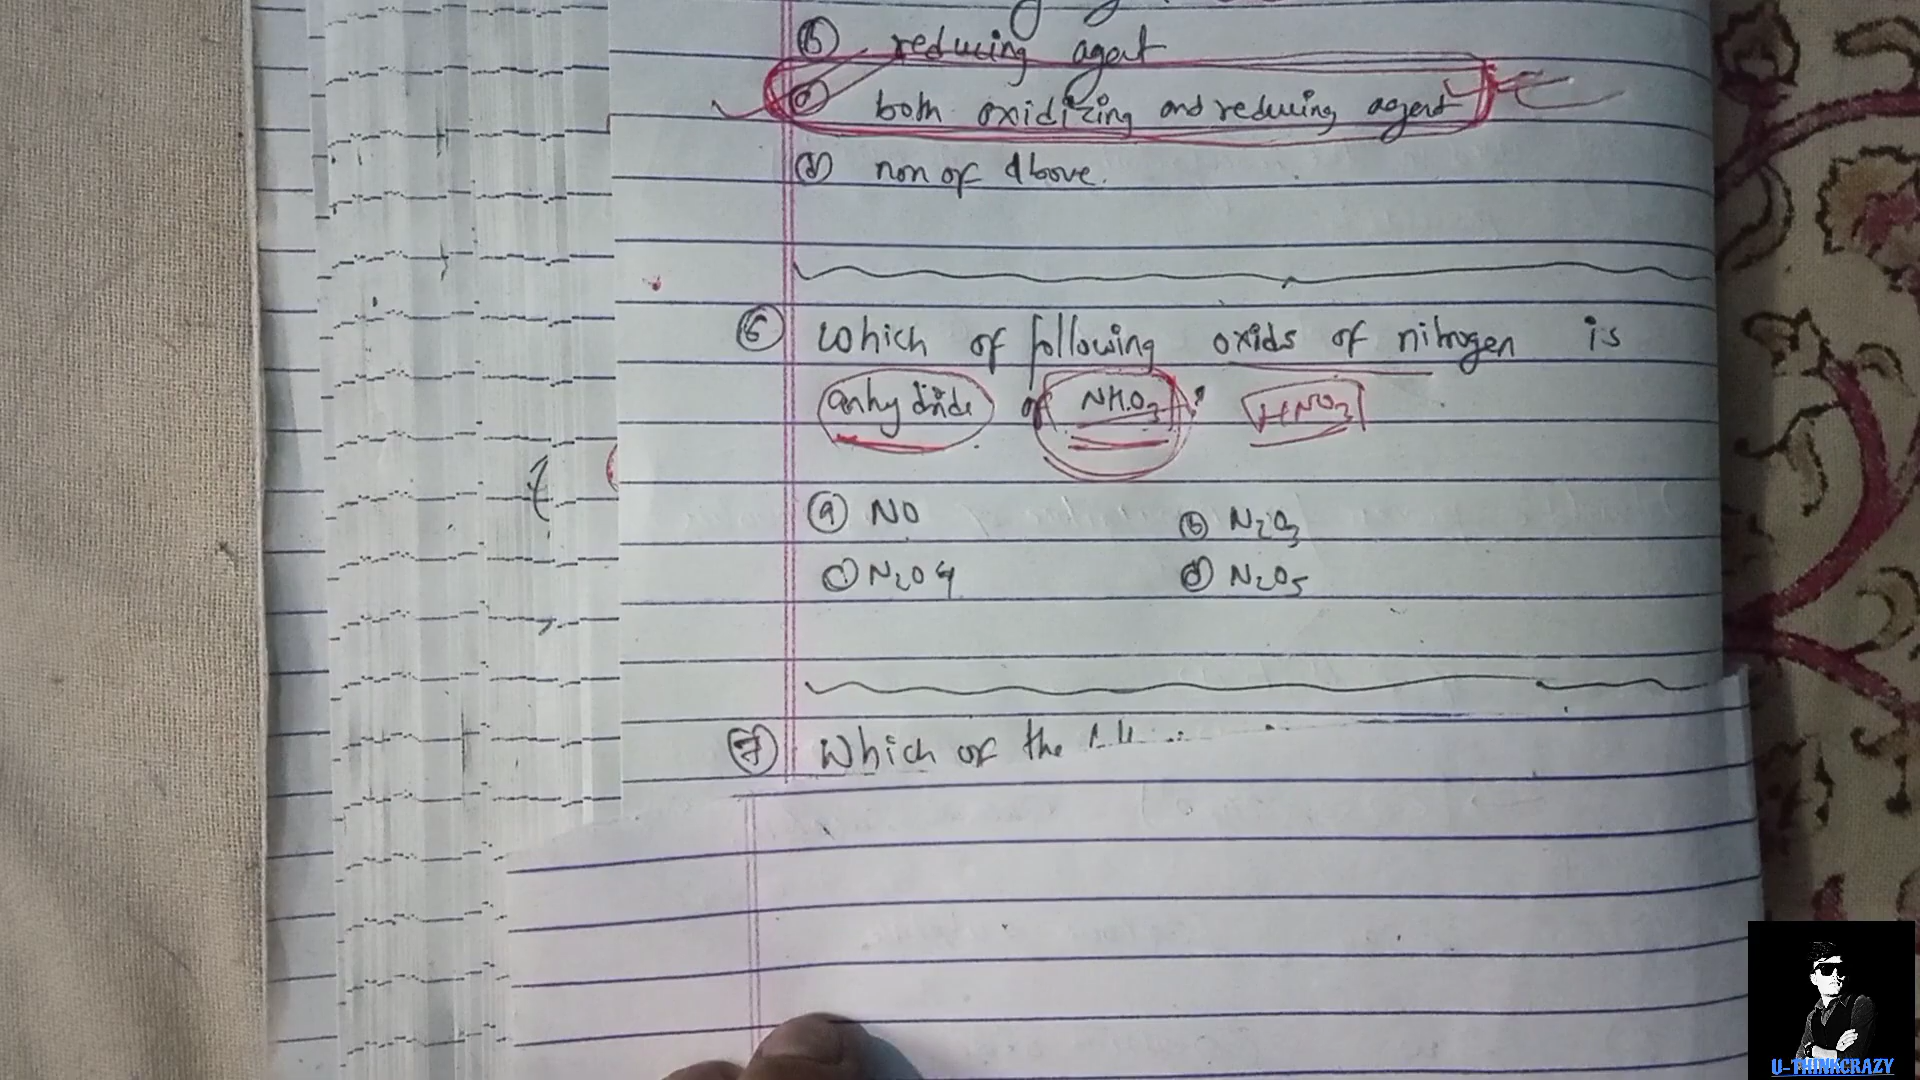 (b) reducing agent
(c) both oxidizing and reducing agent
(d) non of above.
(6) Which of following oxids of nitrogen is
anhydride of NH.O3 ? HNO3
(a) NO (b) N2O3
(c) N2O4 (d) N2O5
(7) Which of the
U-THINKCRAZY